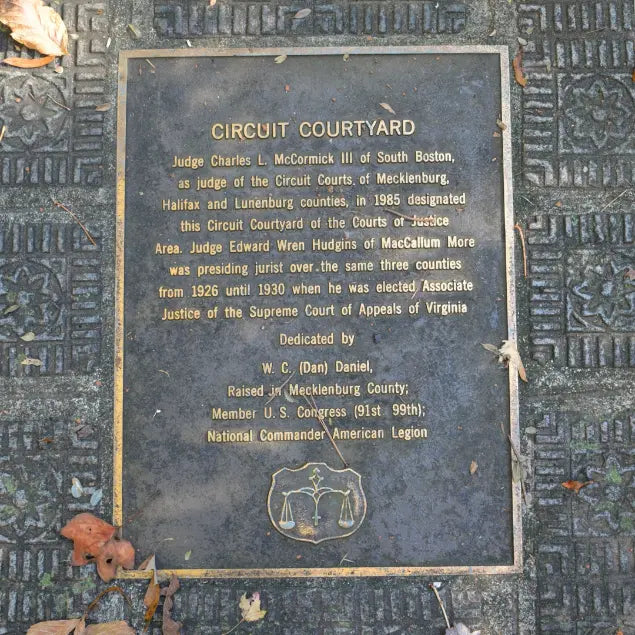 CIRCUIT COURTYARD
Judge Charles L. McCormick III of South Boston,
as judge of the Circuit Courts of Mecklenburg,
Halifax and Lunenburg counties, in 1985 designated
this Circuit Courtyard of the Courts of Justice
Area. Judge Edward Wren Hudgins of MacCallum More
was presiding jurist over the same three counties
from 1926 until 1930 when he was elected Associate
Justice of the Supreme Court of Appeals of Virginia
Dedicated by
W. C. (Dan) Daniel,
Raised in Mecklenburg County;
Member U. S. Congress (91st 99th);
National Commander American Legion